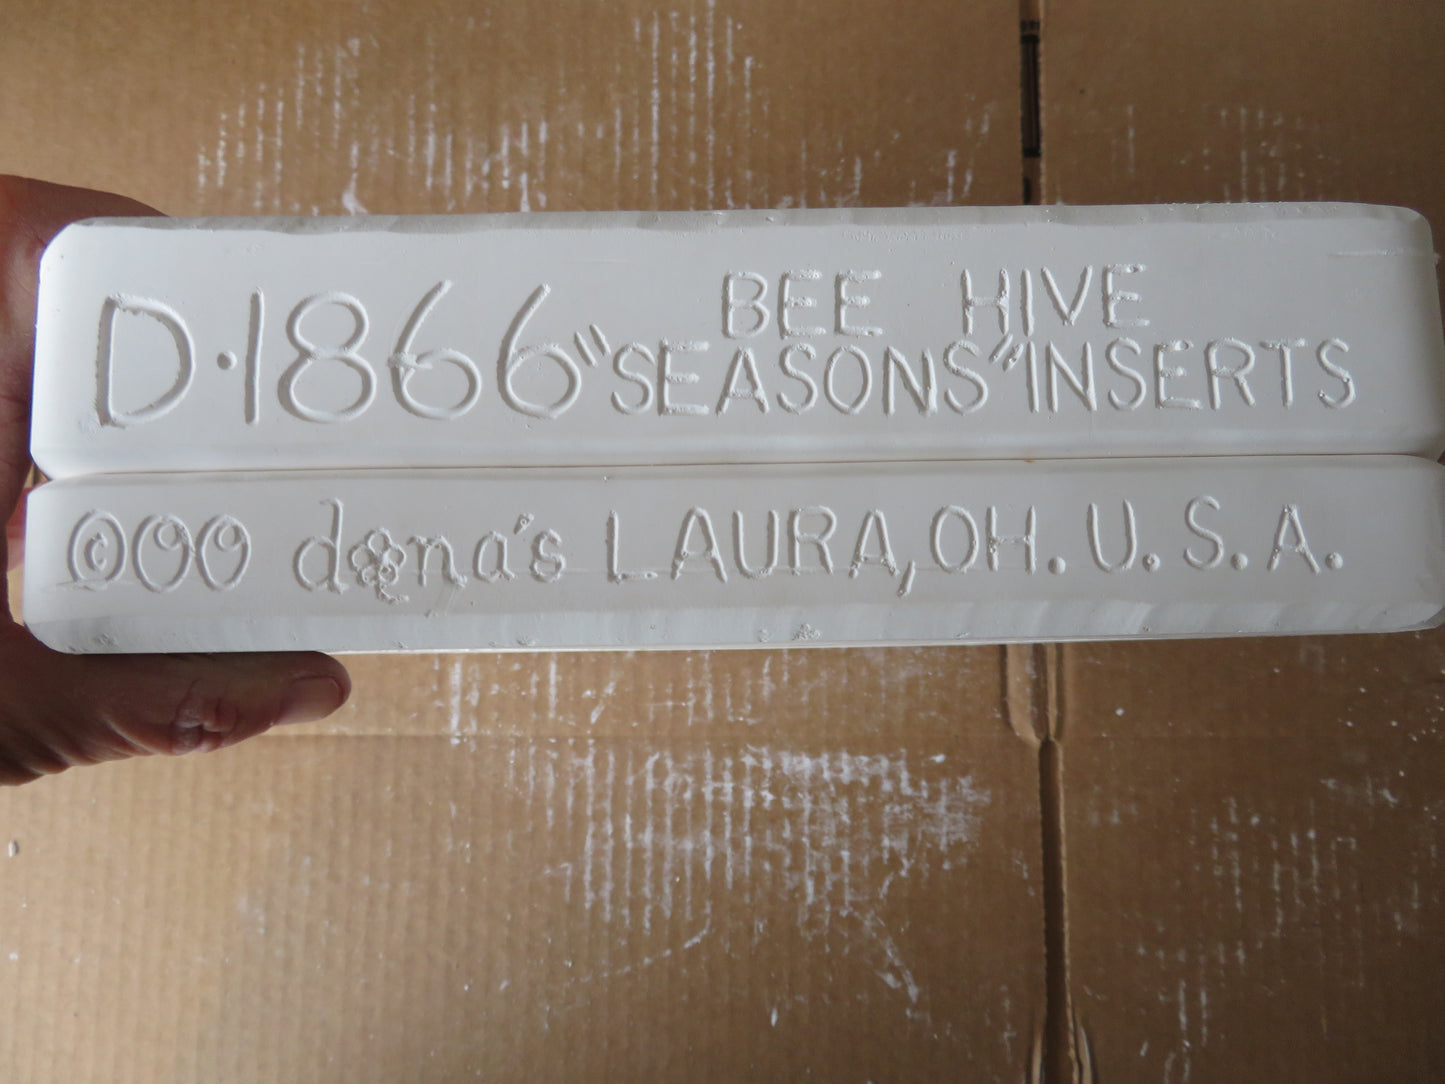 BEE HIVE
D·1866 "SEASONS" INSERTS
©00 dona's LAURA, OH. U.S.A.